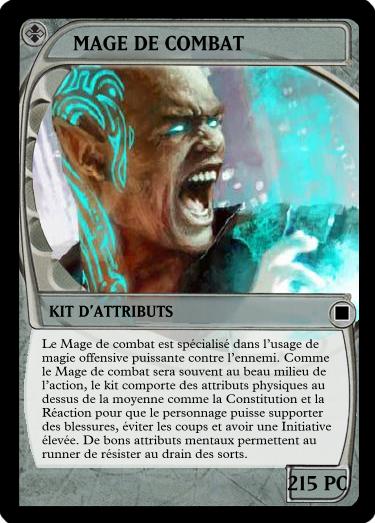 MAGE DE COMBAT
KIT D'ATTRIBUTS
Le Mage de combat est spécialisé dans l'usage de
magie offensive puissante contre l'ennemi. Comme
le Mage de combat sera souvent au beau milieu de
l'action, le kit comporte des attributs physiques au
dessus de la moyenne comme la Constitution et la
Réaction pour que le personnage puisse supporter
des blessures, éviter les coups et avoir une Initiative
élevée. De bons attributs mentaux permettent au
runner de résister au drain des sorts.
215 PC